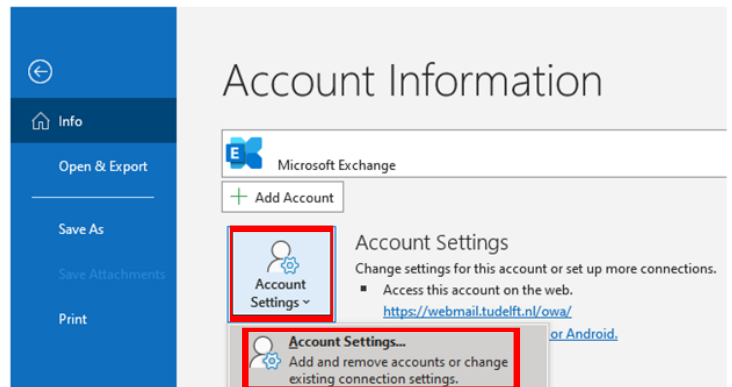 Account Information
Info
Open & Export
Save As
Save Attachments
Print
E
Microsoft Exchange
Add Account
Account
Settings
Account Settings
Change settings for this account or set up more connections.
Access this account on the web.
https://webmail.tudelft.nl/owa/
or Android.
Account Settings...
Add and remove accounts or change
existing connection settings.